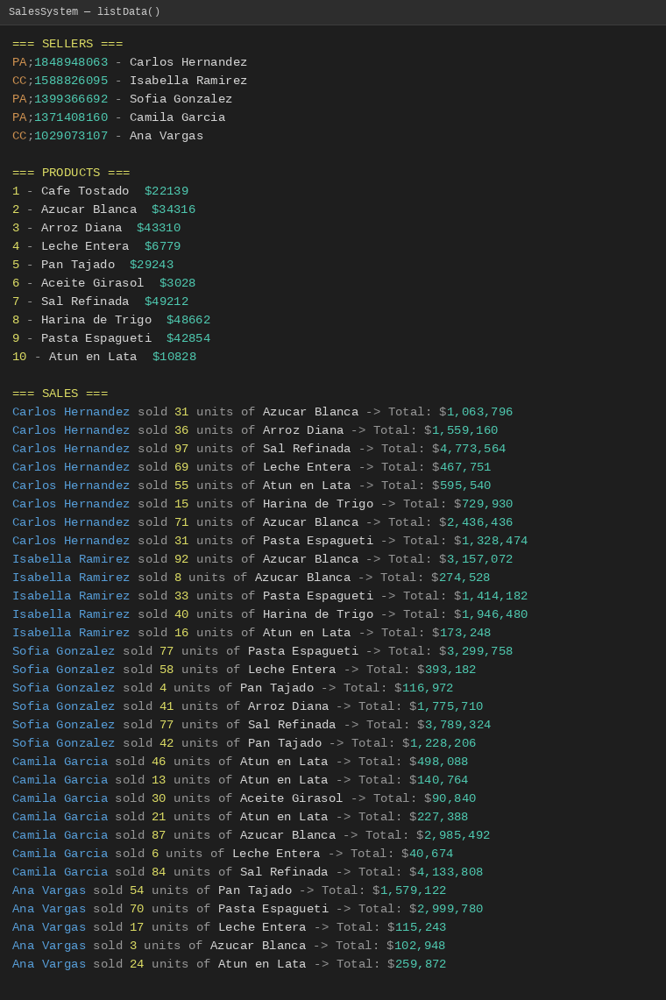 SalesSystem — listData()
=== SELLERS ===
PA;1848948063 - Carlos Hernandez
CC;1588826095 - Isabella Ramirez
PA;1399366692 - Sofia Gonzalez
PA;1371408160 - Camila Garcia
CC;1029073107 - Ana Vargas
=== PRODUCTS ===
1 - Cafe Tostado  $22139
2 - Azucar Blanca  $34316
3 - Arroz Diana  $43310
4 - Leche Entera  $6779
5 - Pan Tajado  $29243
6 - Aceite Girasol  $3028
7 - Sal Refinada  $49212
8 - Harina de Trigo  $48662
9 - Pasta Espagueti  $42854
10 - Atun en Lata  $10828
=== SALES ===
Carlos Hernandez sold 31 units of Azucar Blanca -> Total: $1,063,796
Carlos Hernandez sold 36 units of Arroz Diana -> Total: $1,559,160
Carlos Hernandez sold 97 units of Sal Refinada -> Total: $4,773,564
Carlos Hernandez sold 69 units of Leche Entera -> Total: $467,751
Carlos Hernandez sold 55 units of Atun en Lata -> Total: $595,540
Carlos Hernandez sold 15 units of Harina de Trigo -> Total: $729,930
Carlos Hernandez sold 71 units of Azucar Blanca -> Total: $2,436,436
Carlos Hernandez sold 31 units of Pasta Espagueti -> Total: $1,328,474
Isabella Ramirez sold 92 units of Azucar Blanca -> Total: $3,157,072
Isabella Ramirez sold 8 units of Azucar Blanca -> Total: $274,528
Isabella Ramirez sold 33 units of Pasta Espagueti -> Total: $1,414,182
Isabella Ramirez sold 40 units of Harina de Trigo -> Total: $1,946,480
Isabella Ramirez sold 16 units of Atun en Lata -> Total: $173,248
Sofia Gonzalez sold 77 units of Pasta Espagueti -> Total: $3,299,758
Sofia Gonzalez sold 58 units of Leche Entera -> Total: $393,182
Sofia Gonzalez sold 4 units of Pan Tajado -> Total: $116,972
Sofia Gonzalez sold 41 units of Arroz Diana -> Total: $1,775,710
Sofia Gonzalez sold 77 units of Sal Refinada -> Total: $3,789,324
Sofia Gonzalez sold 42 units of Pan Tajado -> Total: $1,228,206
Camila Garcia sold 46 units of Atun en Lata -> Total: $498,088
Camila Garcia sold 13 units of Atun en Lata -> Total: $140,764
Camila Garcia sold 30 units of Aceite Girasol -> Total: $90,840
Camila Garcia sold 21 units of Atun en Lata -> Total: $227,388
Camila Garcia sold 87 units of Azucar Blanca -> Total: $2,985,492
Camila Garcia sold 6 units of Leche Entera -> Total: $40,674
Camila Garcia sold 84 units of Sal Refinada -> Total: $4,133,808
Ana Vargas sold 54 units of Pan Tajado -> Total: $1,579,122
Ana Vargas sold 70 units of Pasta Espagueti -> Total: $2,999,780
Ana Vargas sold 17 units of Leche Entera -> Total: $115,243
Ana Vargas sold 3 units of Azucar Blanca -> Total: $102,948
Ana Vargas sold 24 units of Atun en Lata -> Total: $259,872